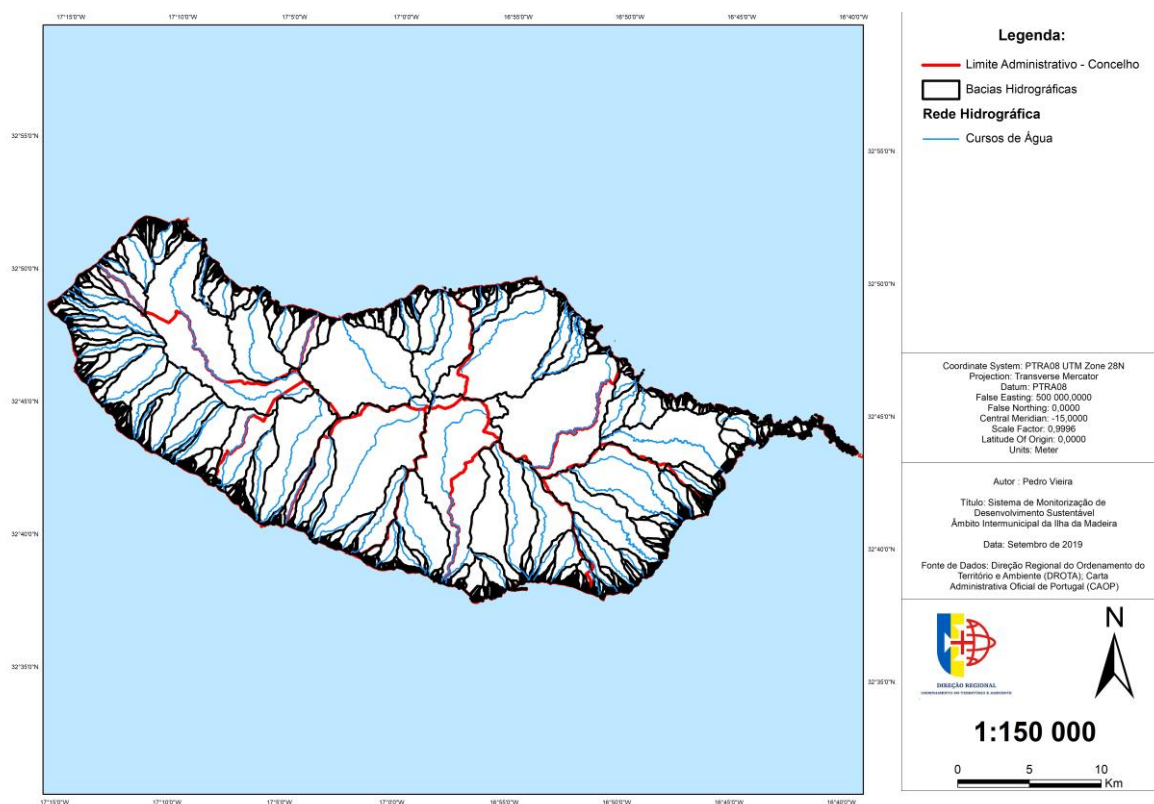 17°15'0"W 17°10'0"W 17°5'0"W 17°0'0"W 16°55'0"W 16°50'0"W 16°45'0"W 16°40'0"W
32°55'0"N
32°50'0"N
32°45'0"N
32°40'0"N
32°35'0"N
32°55'0"N
32°50'0"N
32°45'0"N
32°40'0"N
32°35'0"N
17°15'0"W 17°10'0"W 17°5'0"W 17°0'0"W 16°55'0"W 16°50'0"W 16°45'0"W 16°40'0"W
Legenda:
Limite Administrativo - Concelho
Bacias Hidrográficas
Rede Hidrográfica
Cursos de Água
Coordinate System: PTRA08 UTM Zone 28N
Projection: Transverse Mercator
Datum: PTRA08
False Easting: 500 000,0000
False Northing: 0,0000
Central Meridian: -15,0000
Scale Factor: 0,9996
Latitude Of Origin: 0,0000
Units: Meter
Autor : Pedro Vieira
Título: Sistema de Monitorização de
Desenvolvimento Sustentável
Âmbito Intermunicipal da Ilha da Madeira
Data: Setembro de 2019
Fonte de Dados: Direção Regional do Ordenamento do
Território e Ambiente (DROTA); Carta
Administrativa Oficial de Portugal (CAOP)
DIREÇÃO REGIONAL
ORDENAMENTO DO TERRITÓRIO E AMBIENTE
N
1:150 000
0 5 10
Km